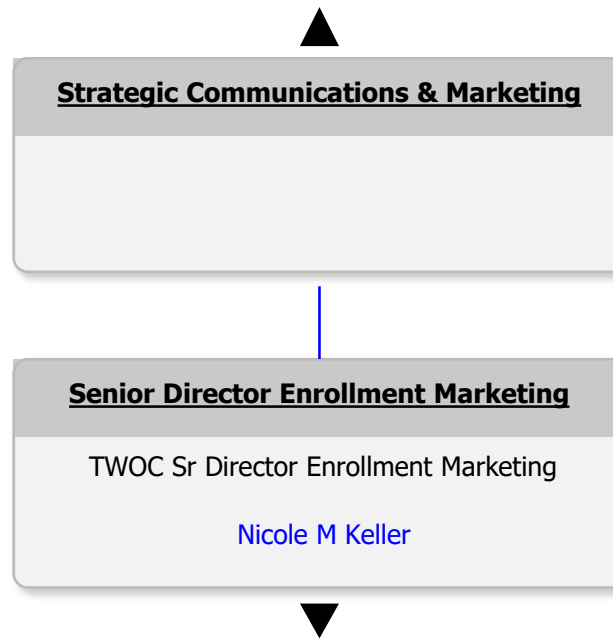 Strategic Communications & Marketing
Senior Director Enrollment Marketing
TWOC Sr Director Enrollment Marketing
Nicole M Keller